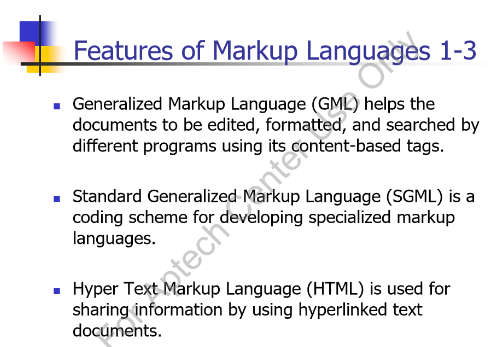 Features of Markup Languages 1-3
Generalized Markup Language (GML) helps the
documents to be edited, formatted, and searched by
different programs using its content-based tags.
Standard Generalized Markup Language (SGML) is a
coding scheme for developing specialized markup
languages.
Hyper Text Markup Language (HTML) is used for
sharing information by using hyperlinked text
documents.
For Aptech Center Use Only